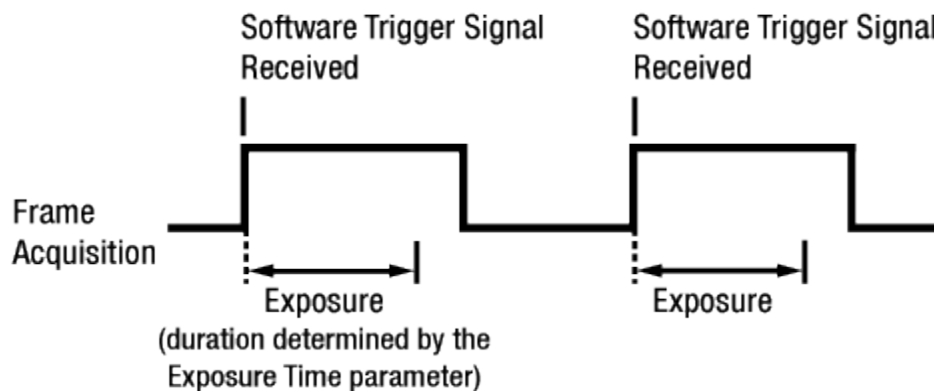 Software Trigger Signal
Received
Software Trigger Signal
Received
Frame
Acquisition
Exposure
(duration determined by the
Exposure Time parameter)
Exposure